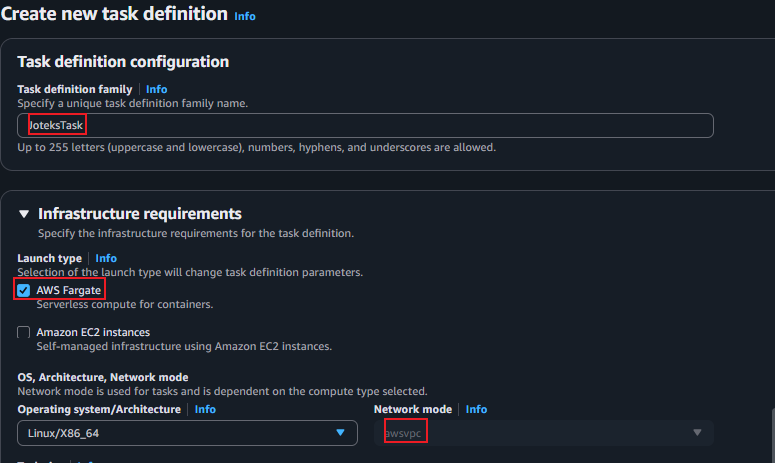 Create new task definition Info
Task definition configuration
Task definition family Info
Specify a unique task definition family name.
JoteksTask
Up to 255 letters (uppercase and lowercase), numbers, hyphens, and underscores are allowed.
Infrastructure requirements
Specify the infrastructure requirements for the task definition.
Launch type Info
Selection of the launch type will change task definition parameters.
AWS Fargate
Serverless compute for containers.
Amazon EC2 instances
Self-managed infrastructure using Amazon EC2 instances.
OS, Architecture, Network mode
Network mode is used for tasks and is dependent on the compute type selected.
Operating system/Architecture Info Network mode Info
Linux/X86_64 awsvpc